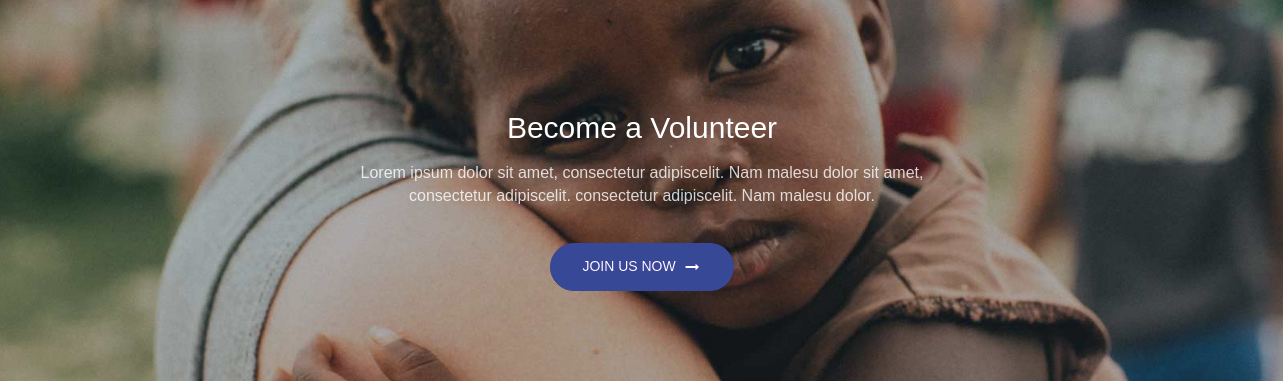 Become a Volunteer
Lorem ipsum dolor sit amet, consectetur adipiscelit. Nam malesu dolor sit amet,
consectetur adipiscelit. consectetur adipiscelit. Nam malesu dolor.
JOIN US NOW